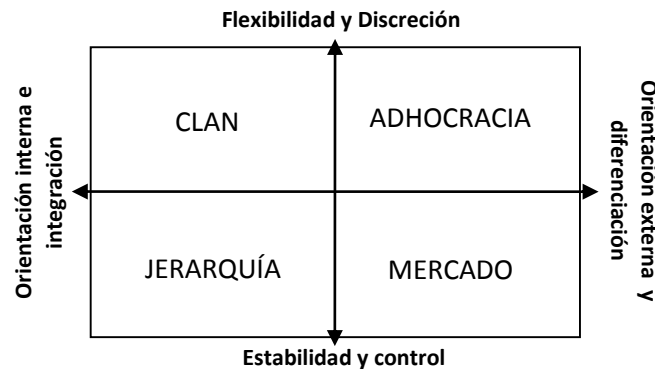 Flexibilidad y Discreción
Orientación interna e
integración
CLAN
ADHOCRACIA
Orientación externa y
diferenciación
JERARQUÍA
MERCADO
Estabilidad y control